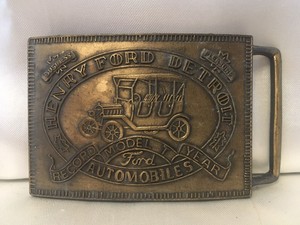 HENRY FORD DETROIT
RECORD MODEL T YEAR
Ford
AUTOMOBILES